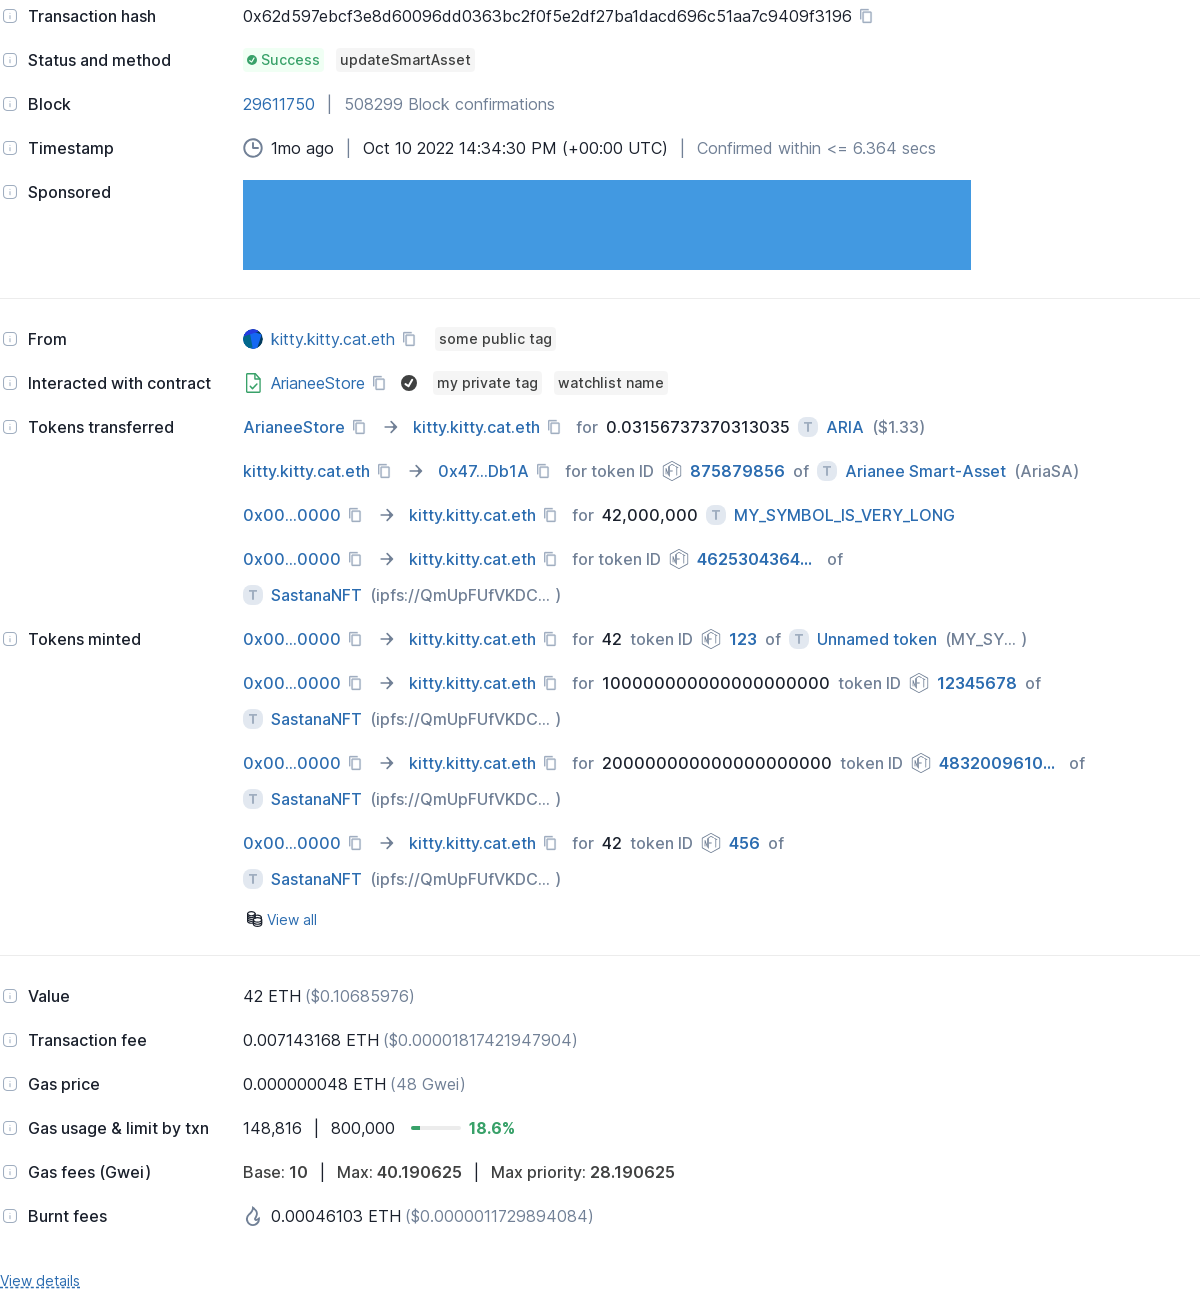 Transaction hash 0x62d597ebcf3e8d60096dd0363bc2f0f5e2df27ba1dacd696c51aa7c9409f3196
Status and method Success updateSmartAsset
Block 29611750 | 508299 Block confirmations
Timestamp 1mo ago | Oct 10 2022 14:34:30 PM (+00:00 UTC) | Confirmed within <= 6.364 secs
Sponsored
From kitty.kitty.cat.eth some public tag
Interacted with contract ArianeeStore my private tag watchlist name
Tokens transferred ArianeeStore → kitty.kitty.cat.eth for 0.03156737370313035 T ARIA ($1.33)
kitty.kitty.cat.eth → 0x47...Db1A for token ID NFT 875879856 of T Arianee Smart-Asset (AriaSA)
0x00...0000 → kitty.kitty.cat.eth for 42,000,000 T MY_SYMBOL_IS_VERY_LONG
0x00...0000 → kitty.kitty.cat.eth for token ID NFT 4625304364... of
T SastanaNFT (ipfs://QmUpFUfVKDC... )
Tokens minted 0x00...0000 → kitty.kitty.cat.eth for 42 token ID NFT 123 of T Unnamed token (MY_SY... )
0x00...0000 → kitty.kitty.cat.eth for 100000000000000000000 token ID NFT 12345678 of
T SastanaNFT (ipfs://QmUpFUfVKDC... )
0x00...0000 → kitty.kitty.cat.eth for 200000000000000000000 token ID NFT 4832009610... of
T SastanaNFT (ipfs://QmUpFUfVKDC... )
0x00...0000 → kitty.kitty.cat.eth for 42 token ID NFT 456 of
T SastanaNFT (ipfs://QmUpFUfVKDC... )
View all
Value 42 ETH ($0.10685976)
Transaction fee 0.007143168 ETH ($0.00001817421947904)
Gas price 0.000000048 ETH (48 Gwei)
Gas usage & limit by txn 148,816 | 800,000 18.6%
Gas fees (Gwei) Base: 10 | Max: 40.190625 | Max priority: 28.190625
Burnt fees 0.00046103 ETH ($0.0000011729894084)
View details